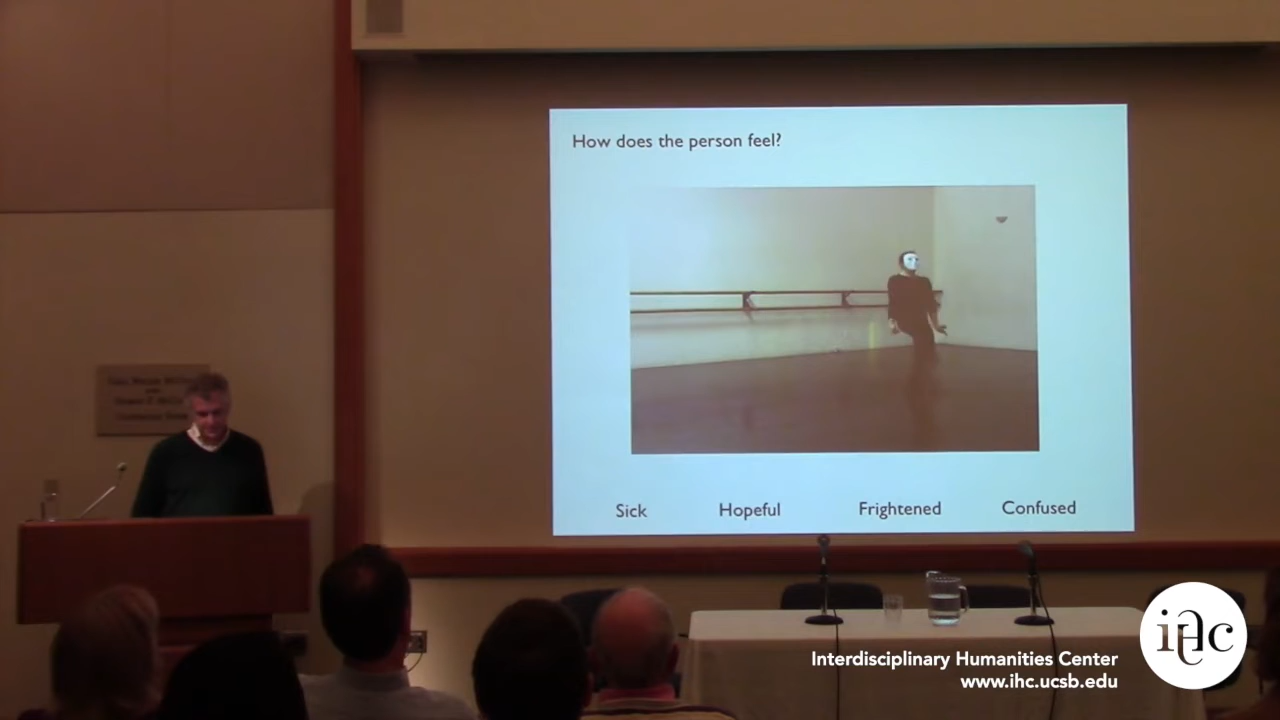 How does the person feel?
Sick Hopeful Frightened Confused
Interdisciplinary Humanities Center
www.ihc.ucsb.edu
ihc